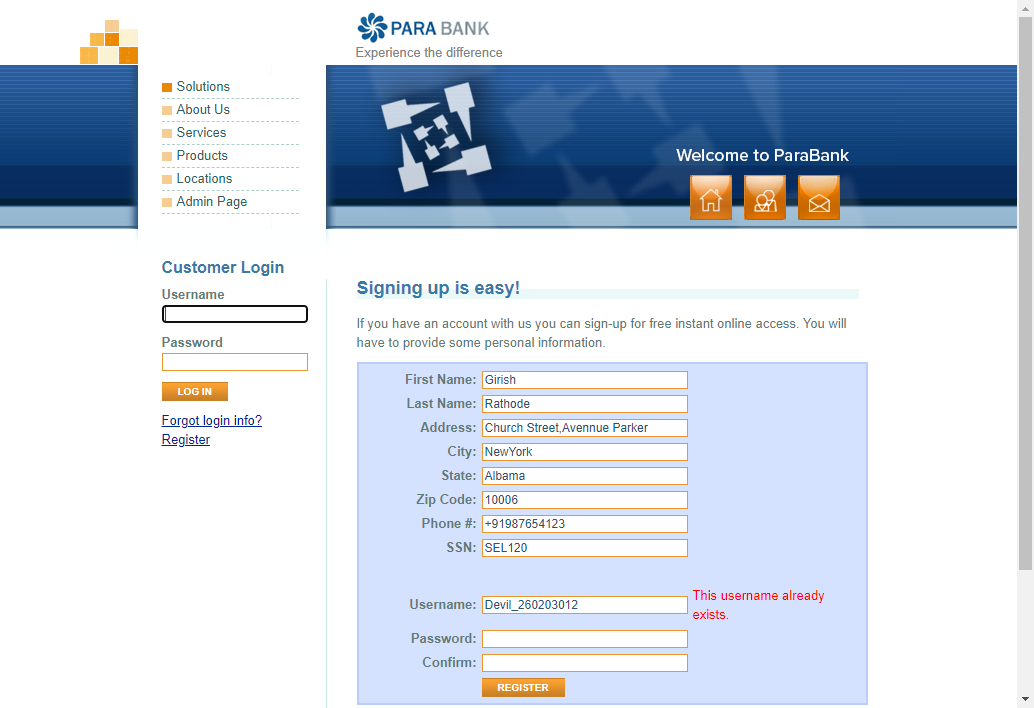 PARA BANK
Experience the difference
Solutions
About Us
Services
Products
Locations
Admin Page
Welcome to ParaBank
Customer Login
Username
Password
LOG IN
Forgot login info?
Register
Signing up is easy!
If you have an account with us you can sign-up for free instant online access. You will
have to provide some personal information.
First Name: Girish
Last Name: Rathode
Address: Church Street,Avennue Parker
City: NewYork
State: Albama
Zip Code: 10006
Phone #: +91987654123
SSN: SEL120
Username: Devil_260203012 This username already
exists.
Password:
Confirm:
REGISTER